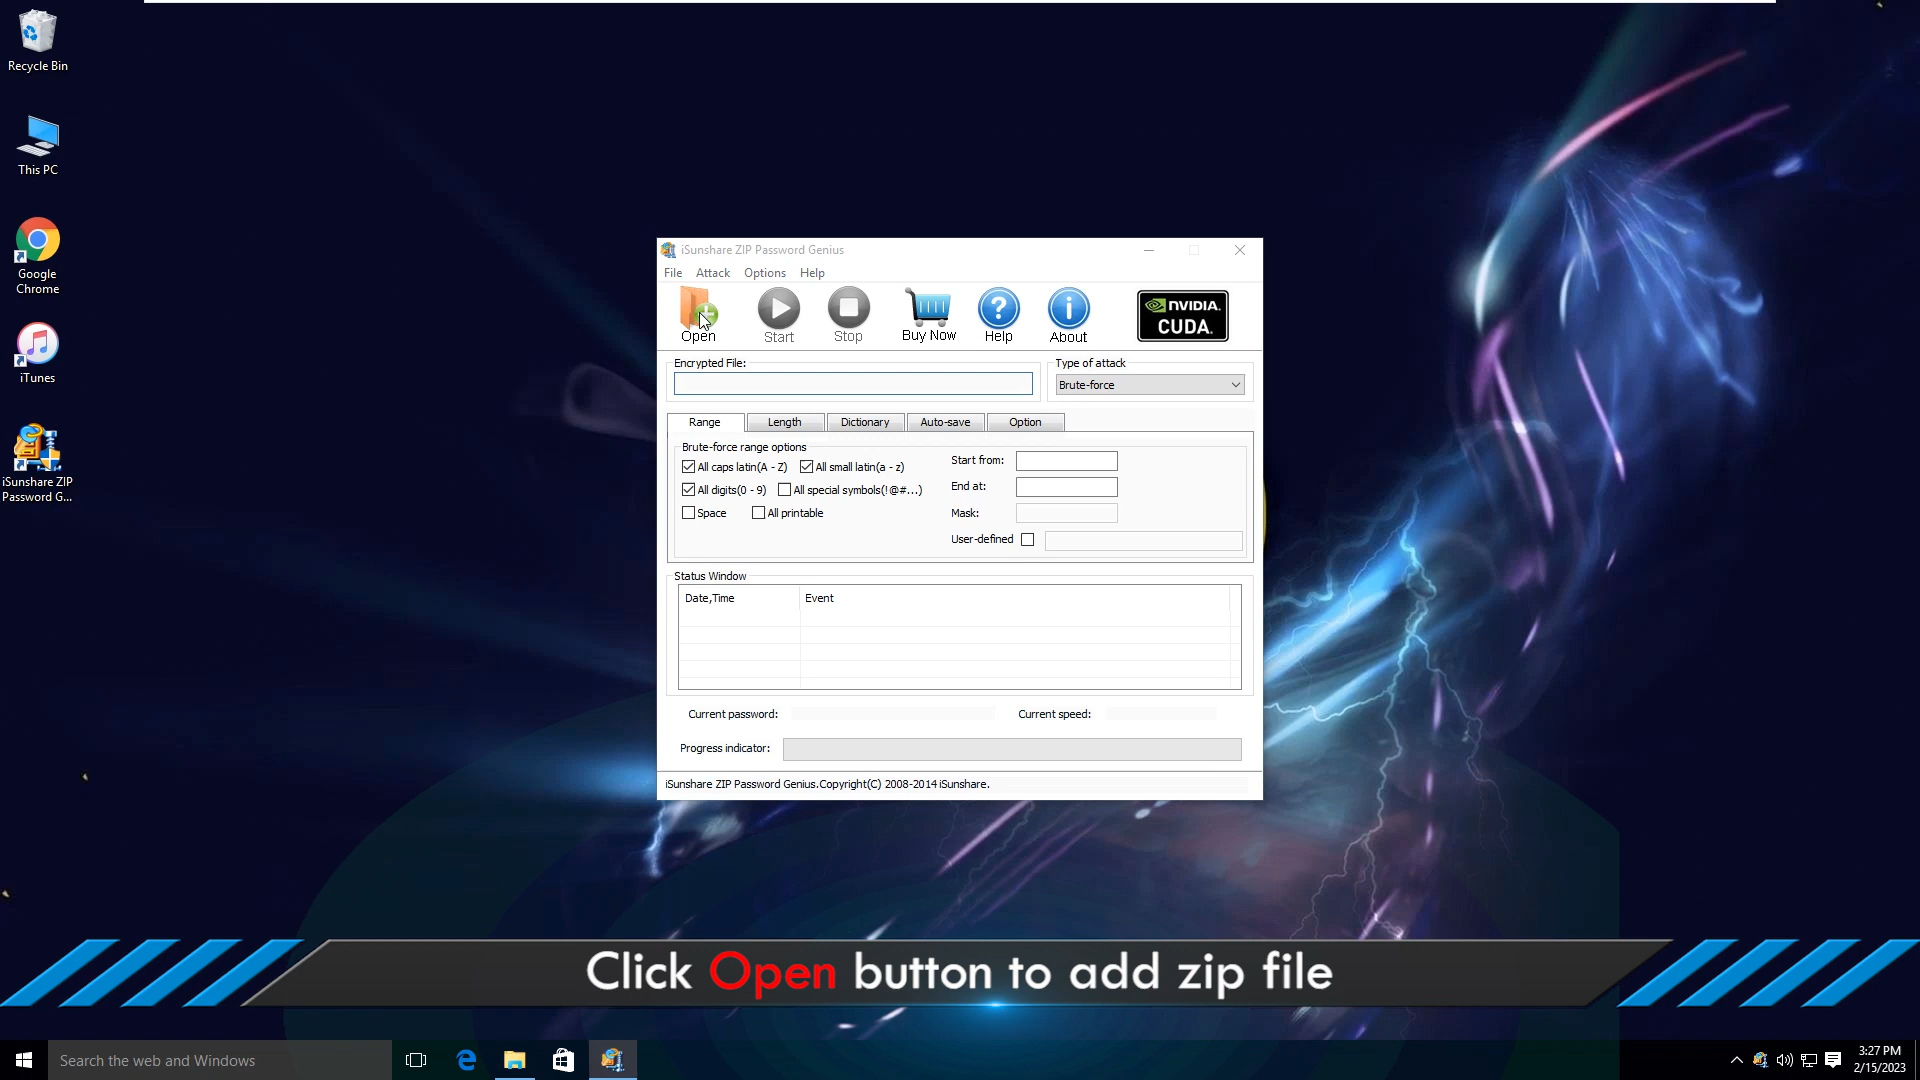 Recycle Bin
This PC
Google
Chrome
iTunes
iSunshare ZIP
Password G...
iSunshare ZIP Password Genius
File Attack Options Help
Open Start Stop Buy Now Help About
NVIDIA.
CUDA.
Encrypted File:
Type of attack
Brute-force
Range Length Dictionary Auto-save Option
Brute-force range options
All caps latin(A - Z) All small latin(a - z)
All digits(0 - 9) All special symbols(!@#...)
Space All printable
Start from:
End at:
Mask:
User-defined
Status Window
Date,Time Event
Current password: Current speed:
Progress indicator:
iSunshare ZIP Password Genius.Copyright(C) 2008-2014 iSunshare.
Click Open button to add zip file
Search the web and Windows
3:27 PM
2/15/2023